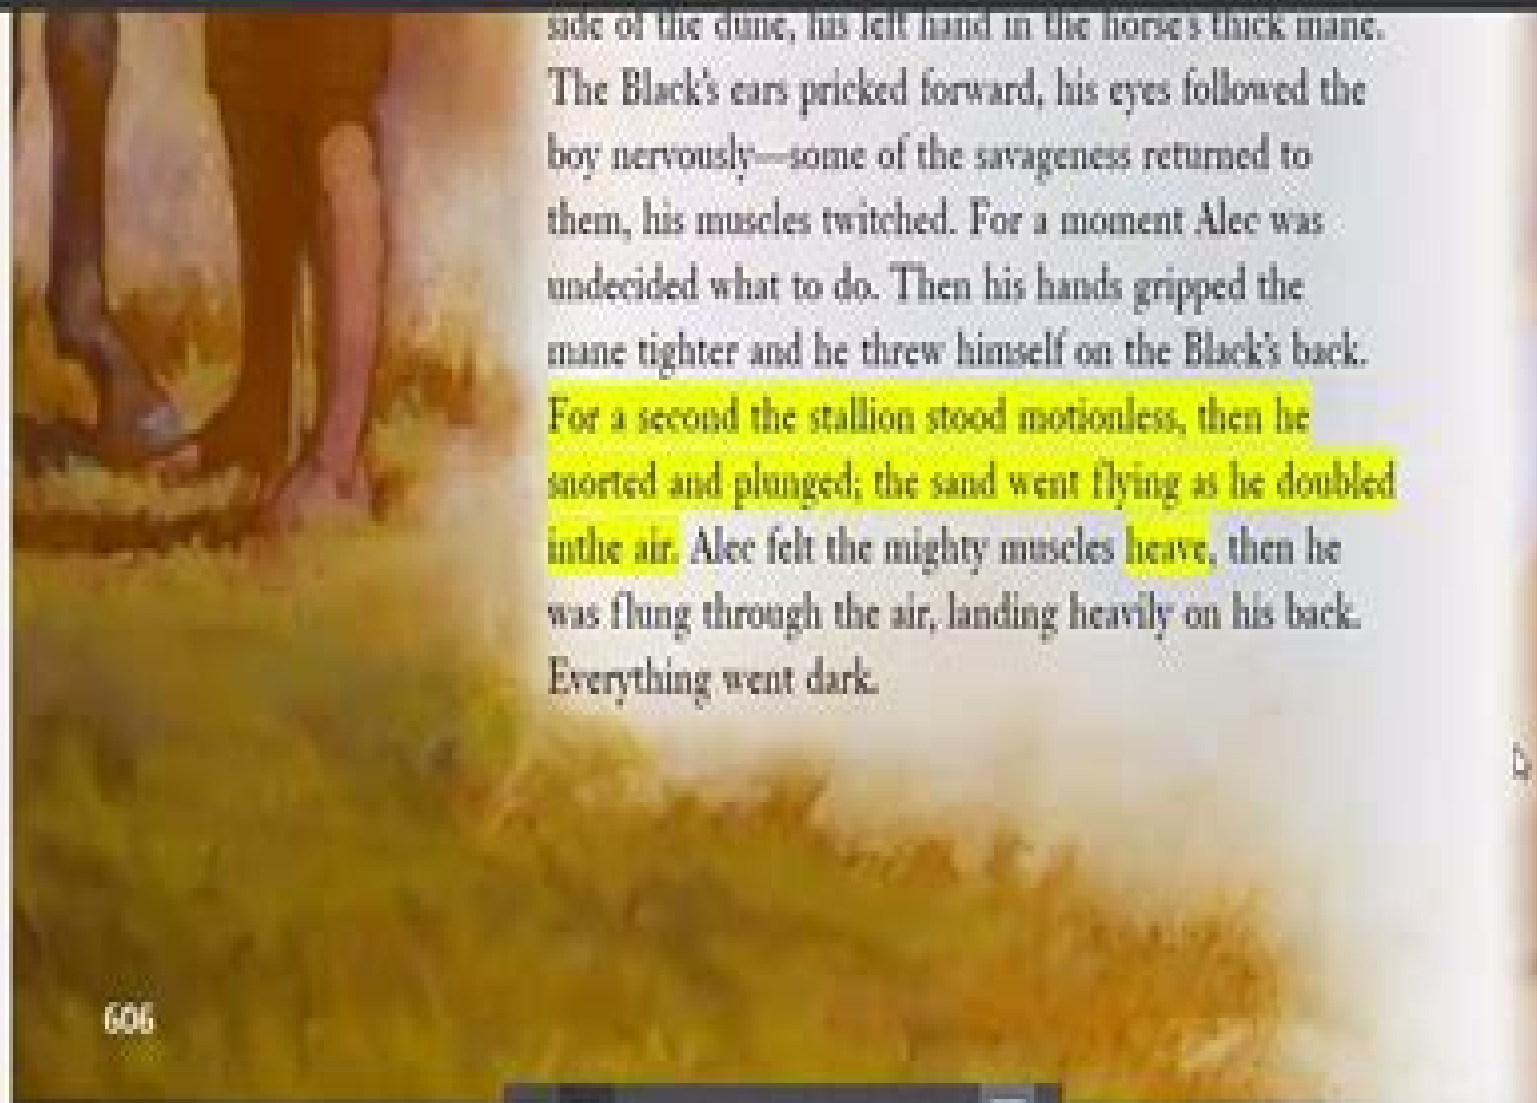 side of the dune, his left hand in the horse's thick mane.
The Black's ears pricked forward, his eyes followed the
boy nervously—some of the savageness returned to
them, his muscles twitched. For a moment Alec was
undecided what to do. Then his hands gripped the
mane tighter and he threw himself on the Black's back.
For a second the stallion stood motionless, then he
snorted and plunged; the sand went flying as he doubled
inthe air. Alec felt the mighty muscles heave, then he
was flung through the air, landing heavily on his back.
Everything went dark.
606